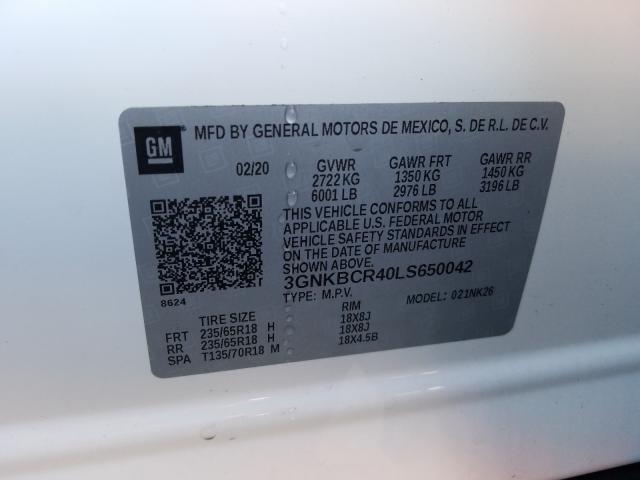 GM
MFD BY GENERAL MOTORS DE MEXICO, S. DE R.L. DE C.V.
02/20 GVWR GAWR FRT GAWR RR
2722 KG 1350 KG 1450 KG
6001 LB 2976 LB 3196 LB
THIS VEHICLE CONFORMS TO ALL
APPLICABLE U.S. FEDERAL MOTOR
VEHICLE SAFETY STANDARDS IN EFFECT
ON THE DATE OF MANUFACTURE
SHOWN ABOVE.
3GNKBCR40LS650042
8624 TYPE: M.P.V. MODEL: 021NK26
TIRE SIZE RIM
FRT 235/65R18 H 18X8J
RR 235/65R18 H 18X8J
SPA T135/70R18 M 18X4.5B